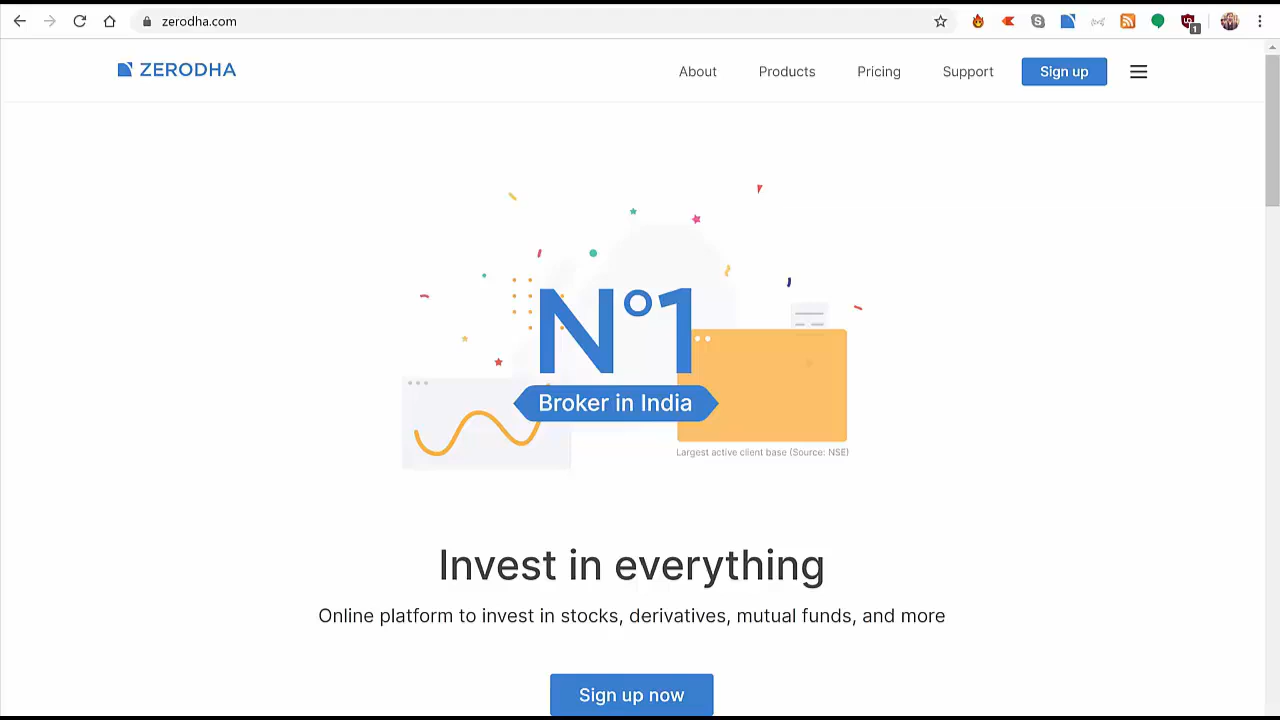 zerodha.com
1
ZERODHA
About Products Pricing Support Sign up
N°1
Broker in India
Largest active client base (Source: NSE)
Invest in everything
Online platform to invest in stocks, derivatives, mutual funds, and more
Sign up now